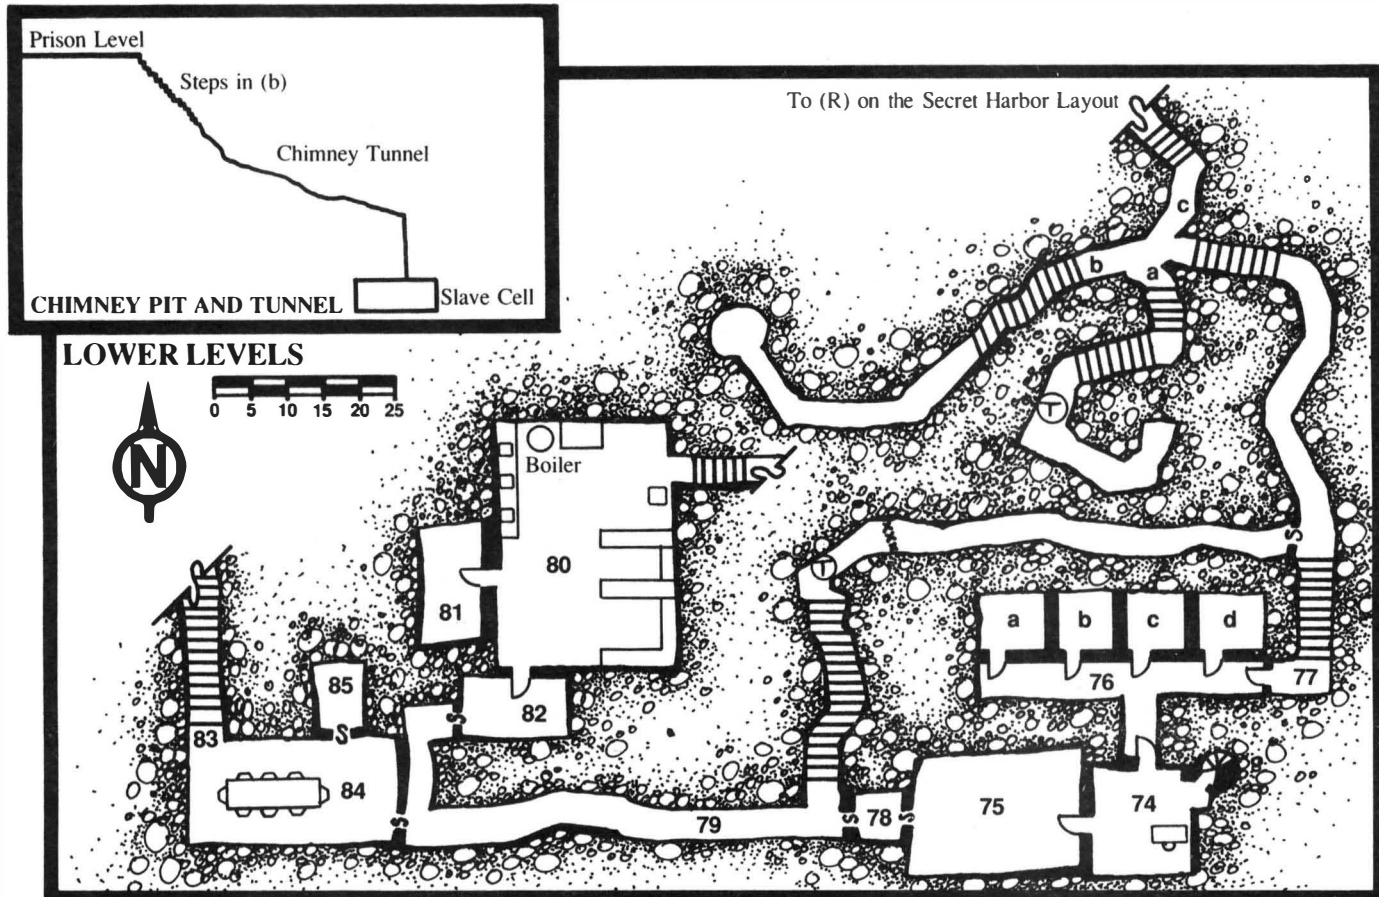 Prison Level
Steps in (b)
Chimney Tunnel
Slave Cell
CHIMNEY PIT AND TUNNEL
To (R) on the Secret Harbor Layout
LOWER LEVELS
0 5 10 15 20 25
N
c
b
a
T
Boiler
80
81
T
S
a
b
c
d
76
77
85
S
82
S
83
84
S
79
S
78
S
75
74